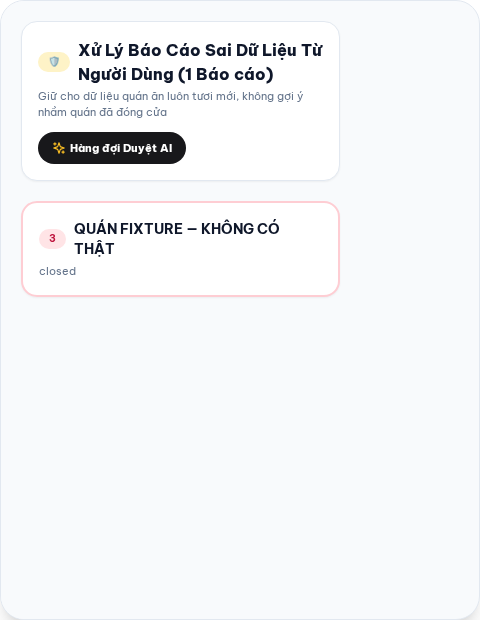 Xử Lý Báo Cáo Sai Dữ Liệu Từ
Người Dùng (1 Báo cáo)
Giữ cho dữ liệu quán ăn luôn tươi mới, không gợi ý
nhầm quán đã đóng cửa
Hàng đợi Duyệt AI
3 QUÁN FIXTURE — KHÔNG CÓ
THẬT
closed